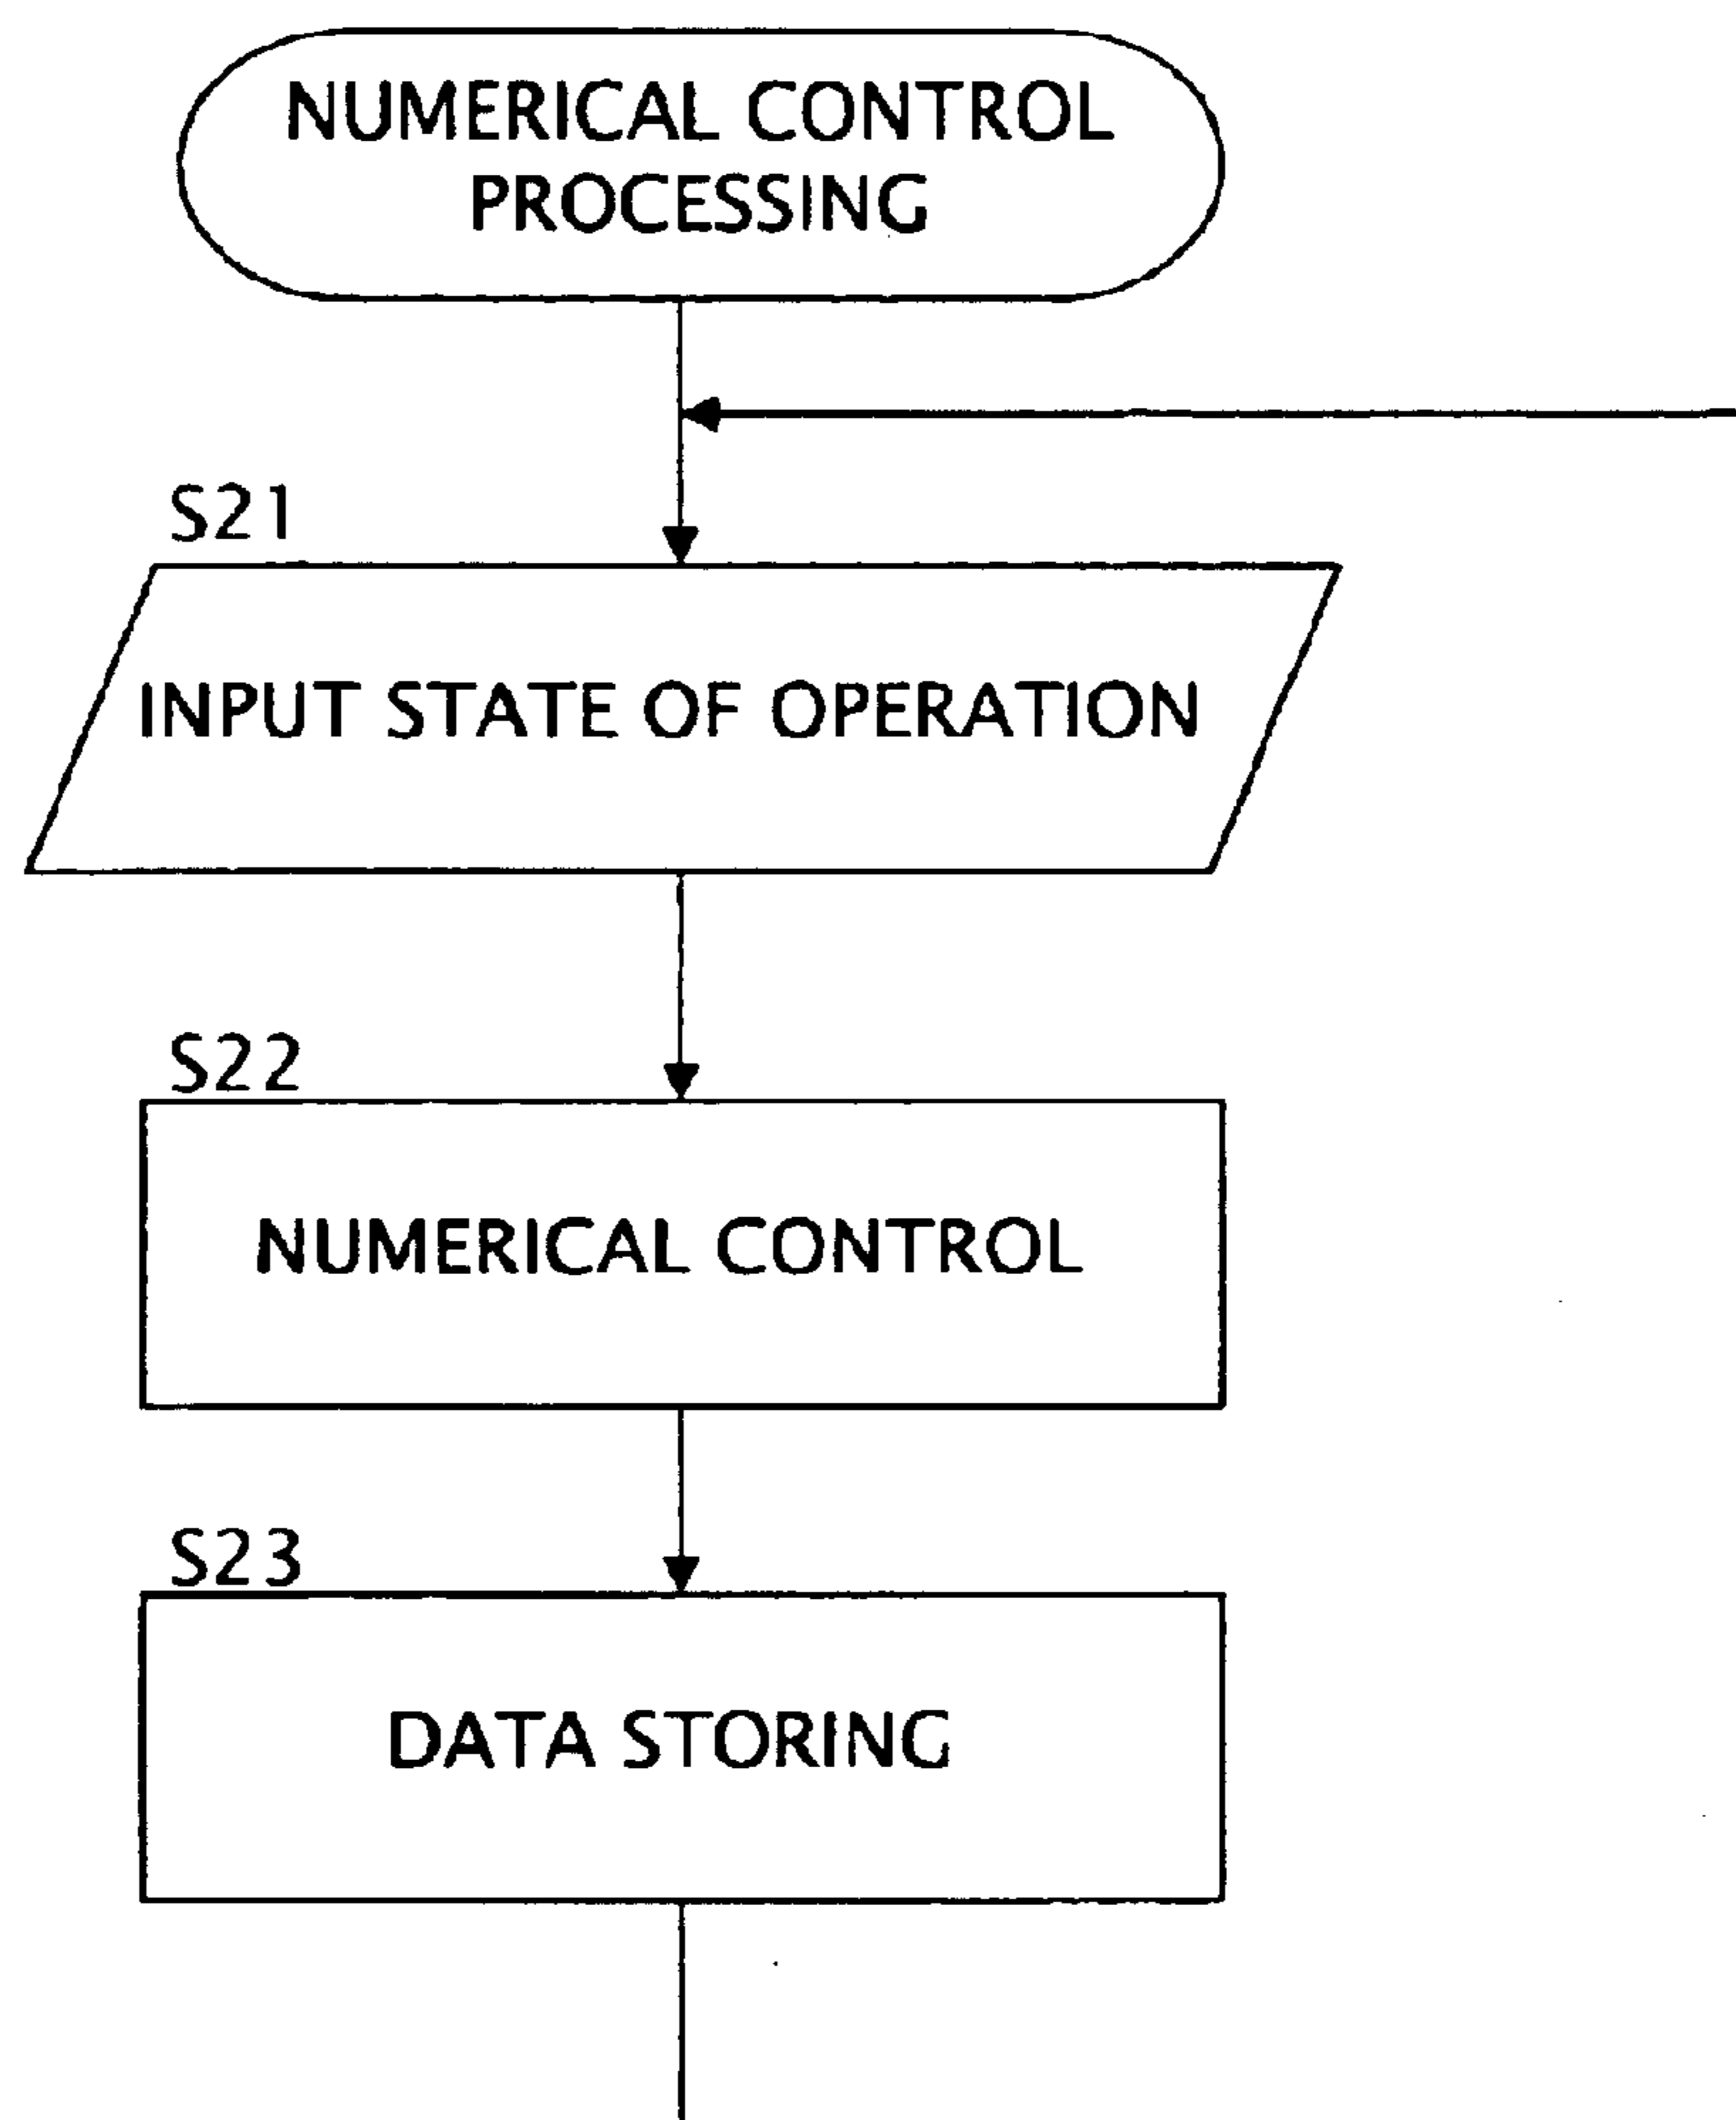 NUMERICAL CONTROL
PROCESSING
S21
INPUT STATE OF OPERATION
S22
NUMERICAL CONTROL
S23
DATA STORING